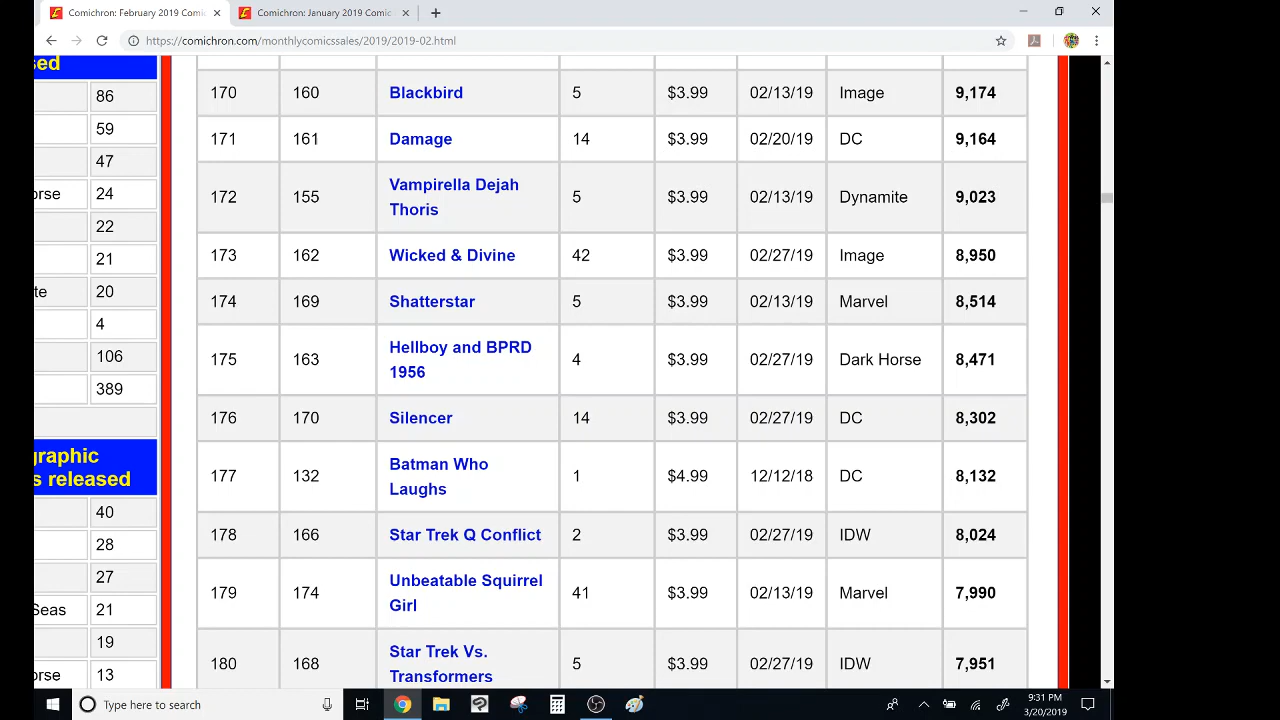 Comichron: February 2019 Comi
Comichron: January 2019 Comic
https://comichron.com/monthlycomicssales/2019/2019-02.html
sed
86
59
47
orse 24
22
21
te 20
4
106
389
graphic
s released
40
28
27
Seas 21
19
orse 13
170 160 Blackbird 5 $3.99 02/13/19 Image 9,174
171 161 Damage 14 $3.99 02/20/19 DC 9,164
172 155 Vampirella Dejah Thoris 5 $3.99 02/13/19 Dynamite 9,023
173 162 Wicked & Divine 42 $3.99 02/27/19 Image 8,950
174 169 Shatterstar 5 $3.99 02/13/19 Marvel 8,514
175 163 Hellboy and BPRD 1956 4 $3.99 02/27/19 Dark Horse 8,471
176 170 Silencer 14 $3.99 02/27/19 DC 8,302
177 132 Batman Who Laughs 1 $4.99 12/12/18 DC 8,132
178 166 Star Trek Q Conflict 2 $3.99 02/27/19 IDW 8,024
179 174 Unbeatable Squirrel Girl 41 $3.99 02/13/19 Marvel 7,990
180 168 Star Trek Vs. Transformers 5 $3.99 02/27/19 IDW 7,951
Type here to search
9:31 PM
3/20/2019